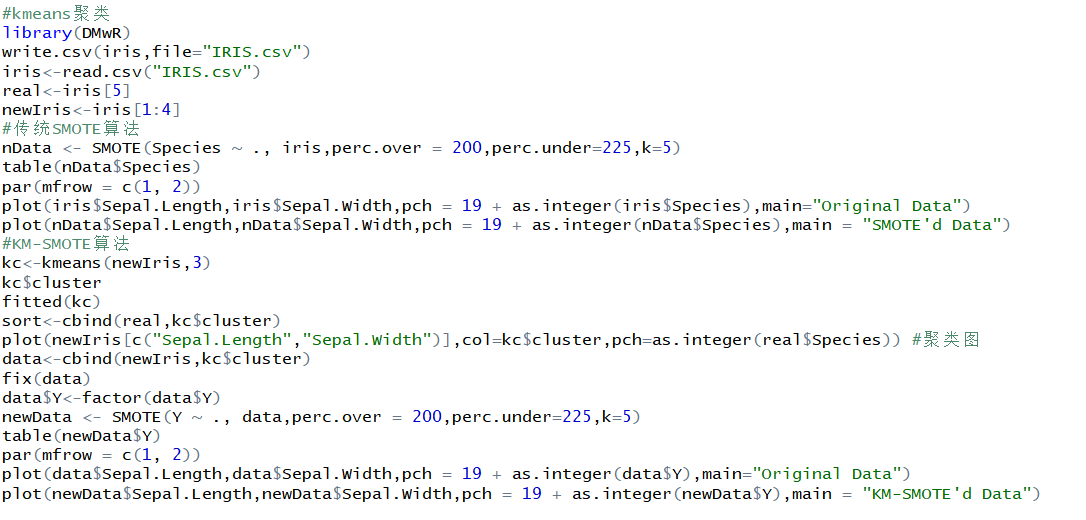 #kmeans聚类
library(DMwR)
write.csv(iris,file="IRIS.csv")
iris<-read.csv("IRIS.csv")
real<-iris[5]
newIris<-iris[1:4]
#传统SMOTE算法
nData <- SMOTE(Species ~ ., iris,perc.over = 200,perc.under=225,k=5)
table(nData$Species)
par(mfrow = c(1, 2))
plot(iris$Sepal.Length,iris$Sepal.Width,pch = 19 + as.integer(iris$Species),main="Original Data")
plot(nData$Sepal.Length,nData$Sepal.Width,pch = 19 + as.integer(nData$Species),main = "SMOTE'd Data")
#KM-SMOTE算法
kc<-kmeans(newIris,3)
kc$cluster
fitted(kc)
sort<-cbind(real,kc$cluster)
plot(newIris[c("Sepal.Length","Sepal.Width")],col=kc$cluster,pch=as.integer(real$Species)) #聚类图
data<-cbind(newIris,kc$cluster)
fix(data)
data$Y<-factor(data$Y)
newData <- SMOTE(Y ~ ., data,perc.over = 200,perc.under=225,k=5)
table(newData$Y)
par(mfrow = c(1, 2))
plot(data$Sepal.Length,data$Sepal.Width,pch = 19 + as.integer(data$Y),main="Original Data")
plot(newData$Sepal.Length,newData$Sepal.Width,pch = 19 + as.integer(newData$Y),main = "KM-SMOTE'd Data")